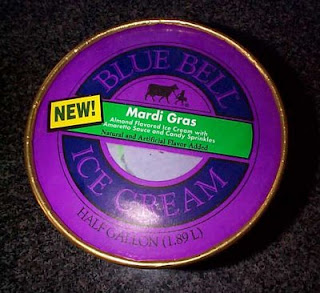 BLUE BELL
NEW!
Mardi Gras
Almond Flavored Ice Cream with
Amaretto Sauce and Candy Sprinkles
Natural and Artificial Flavor Added
ICE CREAM
HALF GALLON (1.89 L)